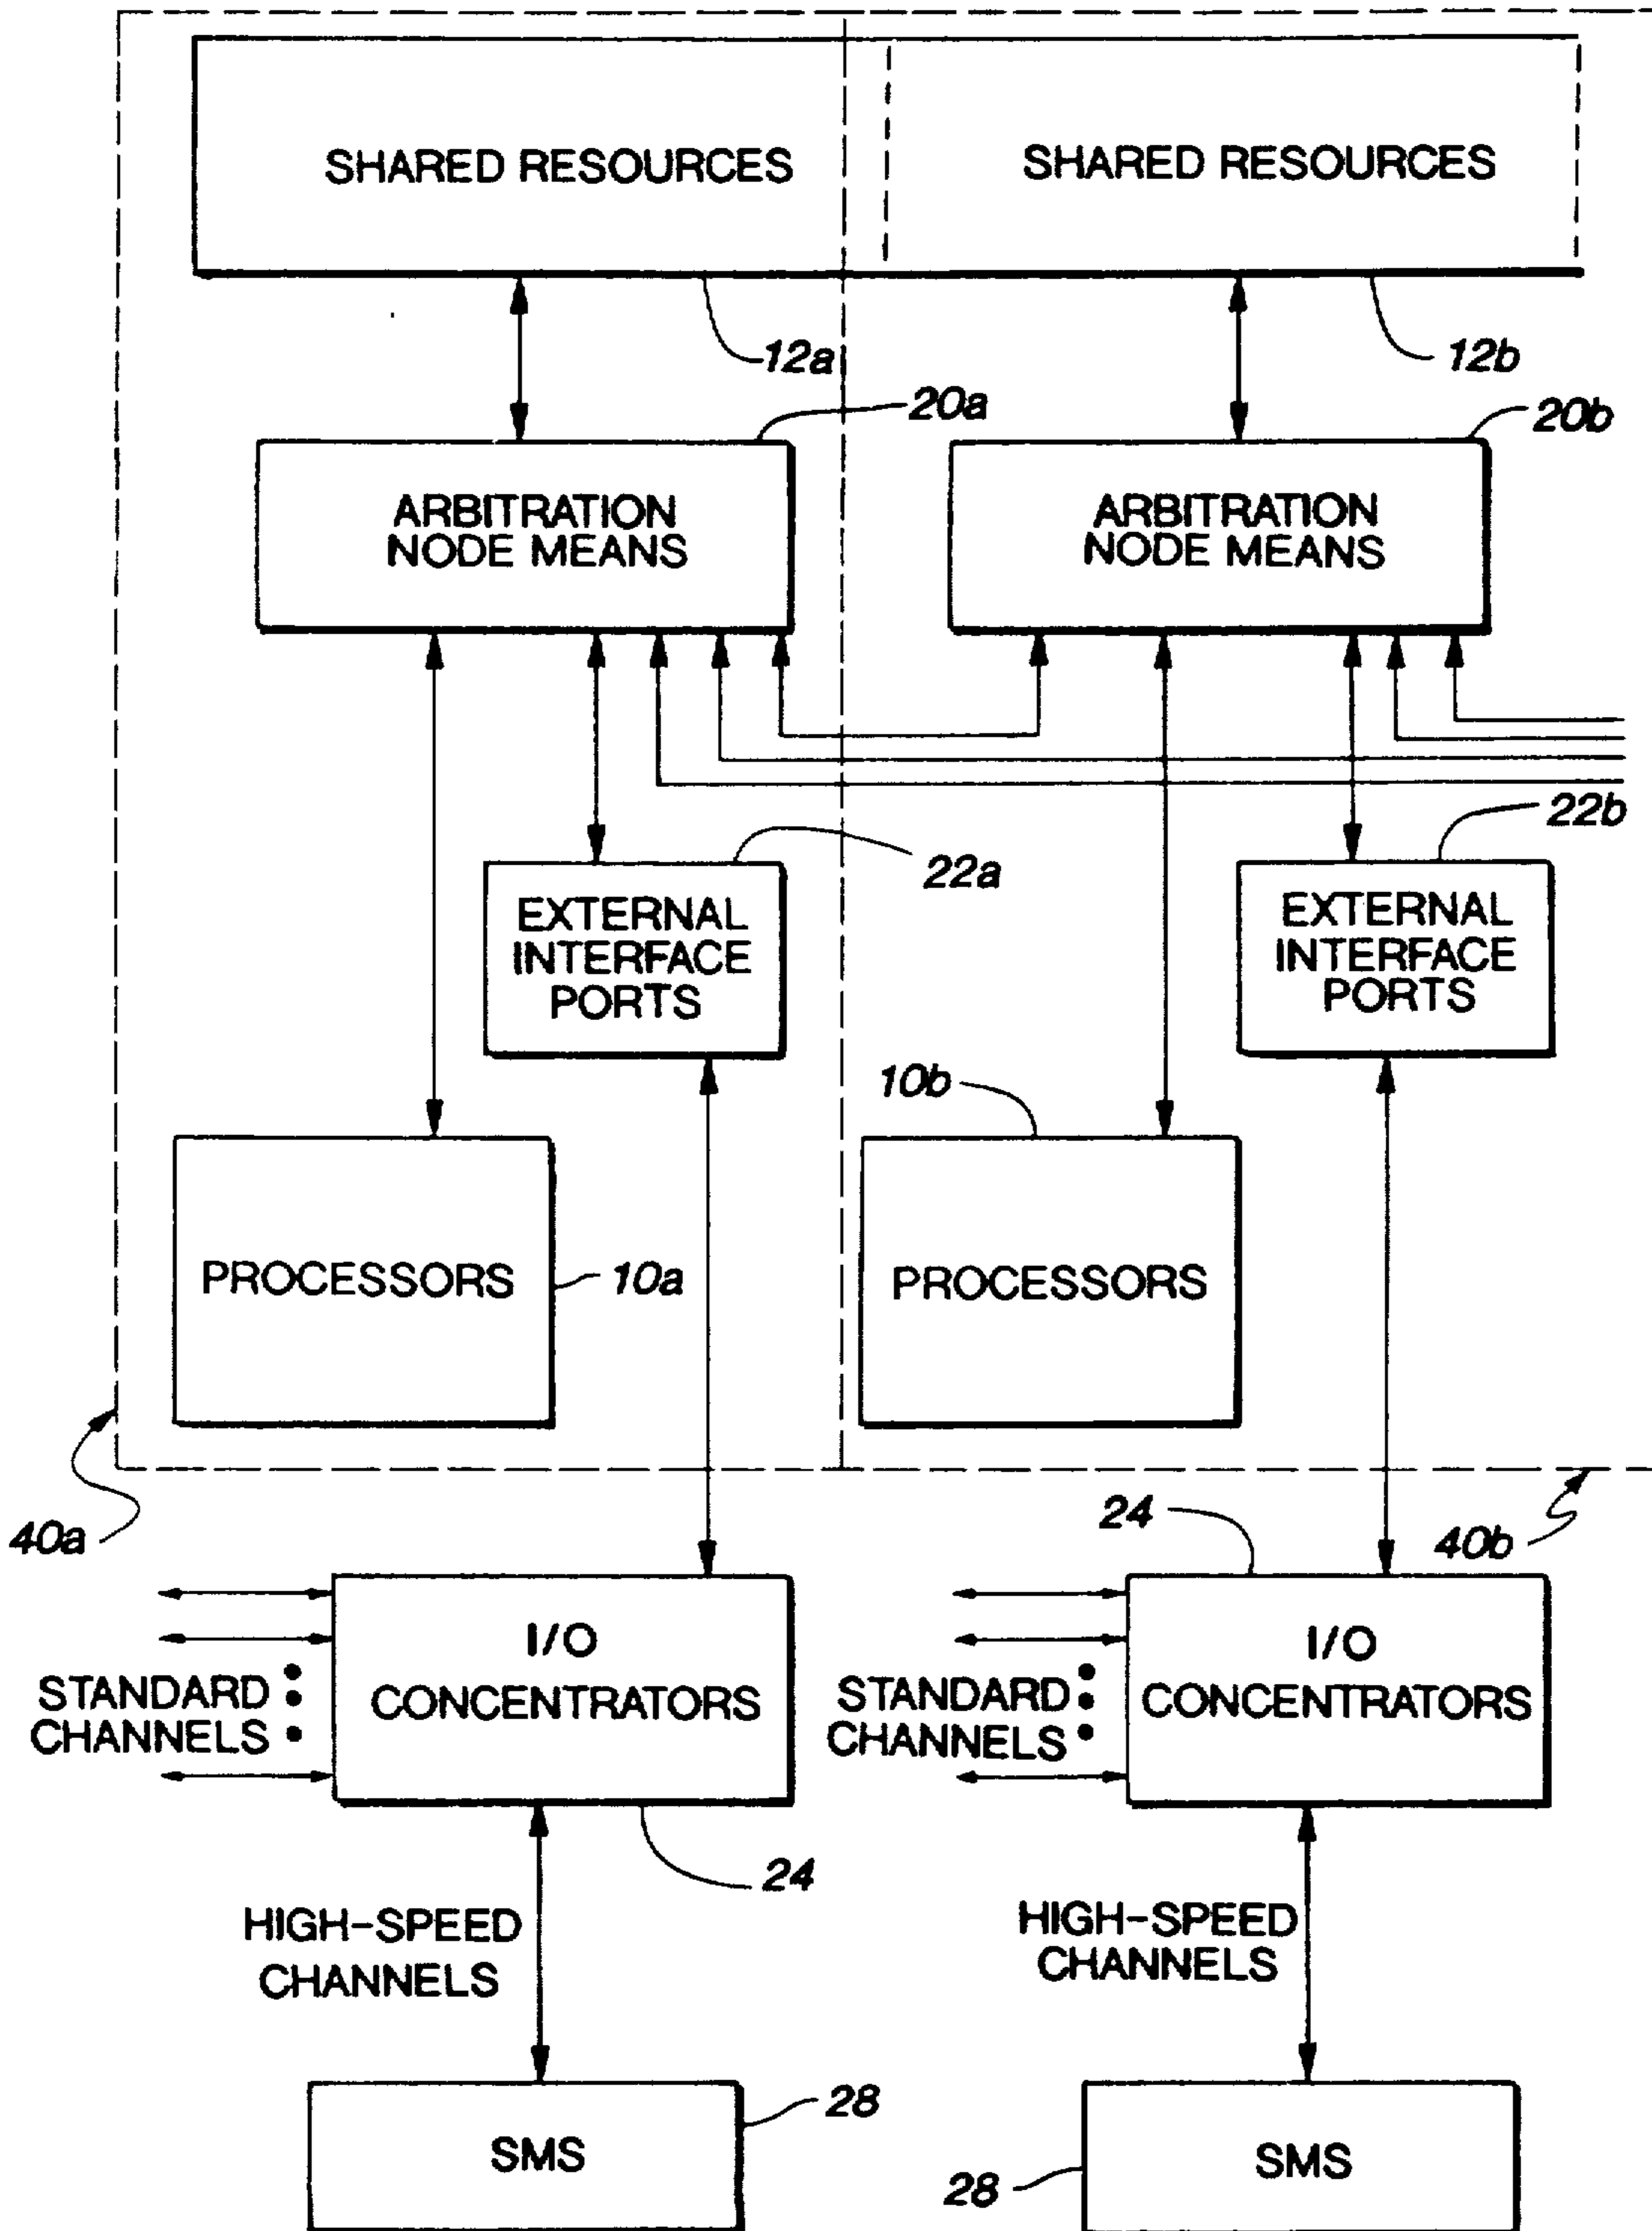 SHARED RESOURCES
SHARED RESOURCES
12a
12b
20a
20b
ARBITRATION
NODE MEANS
ARBITRATION
NODE MEANS
22a
22b
EXTERNAL
INTERFACE
PORTS
EXTERNAL
INTERFACE
PORTS
10b
PROCESSORS
10a
PROCESSORS
40a
24
40b
I/O
CONCENTRATORS
STANDARD
CHANNELS
I/O
CONCENTRATORS
STANDARD
CHANNELS
24
HIGH-SPEED
CHANNELS
HIGH-SPEED
CHANNELS
28
SMS
28
SMS